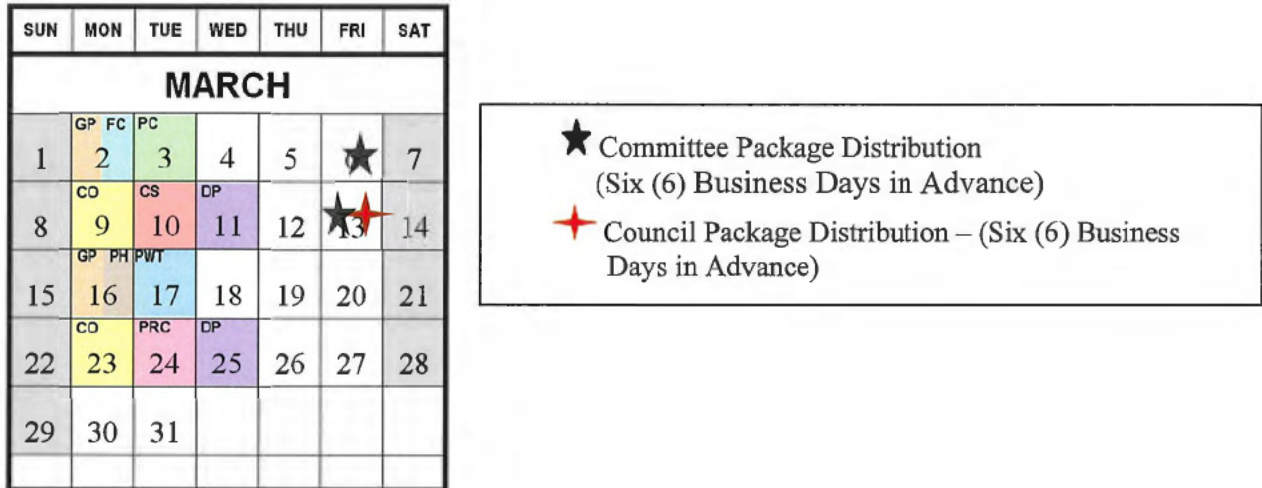 SUN MON TUE WED THU FRI SAT
MARCH
GP FC PC
1 2 3 4 5 6 7
CO CS DP
8 9 10 11 12 13 14
GP PH PWT
15 16 17 18 19 20 21
CO PRC DP
22 23 24 25 26 27 28
29 30 31
Committee Package Distribution
(Six (6) Business Days in Advance)
Council Package Distribution – (Six (6) Business
Days in Advance)